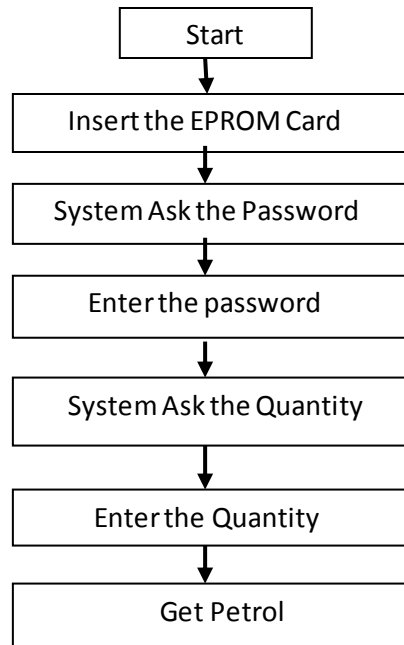 Start
Insert the EPROM Card
System Ask the Password
Enter the password
System Ask the Quantity
Enter the Quantity
Get Petrol